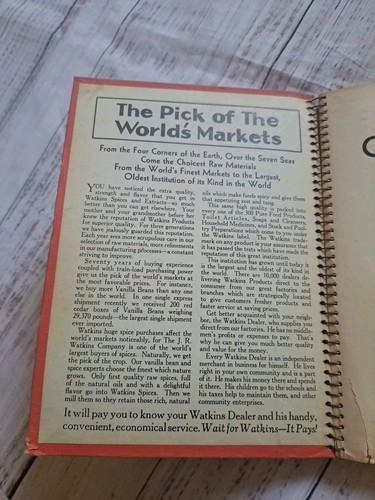 The Pick of The
World's Markets
From the Four Corners of the Earth, Over the Seven Seas
Come the Choicest Raw Materials
From the World's Finest Markets to the Largest,
Oldest Institution of its Kind in the World
YOU have noticed the extra quality,
strength and flavor that you get in
Watkins Spices and Extracts—so much
better than you can get elsewhere. Your
mother and your grandmother before her
knew the reputation of Watkins Products
for superior quality. For three generations
we have jealously guarded this reputation.
Each year sees more scrupulous care in our
selection of raw materials, more refinements
in our manufacturing processes—a constant
striving to improve.
Seventy years of buying experience
coupled with train-load purchasing power
give us the pick of the world's markets at
the most favorable prices. For instance,
we buy more Vanilla Beans than any one
else in the world. In one single express
shipment recently we received 200 red
cedar boxes of Vanilla Beans weighing
29,370 pounds—the largest single shipment
ever imported.
Watkins huge spice purchases affect the
world's markets noticeably, for The J. R.
Watkins Company is one of the world's
largest buyers of spices. Naturally, we get
the pick of the crop. Our vanilla bean and
spice experts choose the finest which nature
grows. Only first quality raw spices, full
of the natural oils and with a delightful
flavor go into Watkins Spices. Then we
mill them so they retain those rich, natural
oils which make foods spicy and give them
that appetizing zest and tang.
This same high quality is packed into
every one of the 300 Pure Food Products,
Toilet Articles, Soaps and Cleansers,
Household Medicines, and Stock and Poul-
try Preparations which come to you under
the Watkins label. The Watkins trade-
mark on any product is your assurance that
it has passed the tests which have made the
reputation of this great institution.
This institution has grown until today it
is the largest and the oldest of its kind in
the world. There are 10,000 dealers de-
livering Watkins Products direct to the
consumer from our great factories and
branches which are strategically located
to give customers fresher products and
faster service at savings in cost.
Get better acquainted with your neigh-
bor, the Watkins Dealer, who supplies you
direct from our factories. He has no middle-
men's profits or expenses to pay. That's
why he can give you much better quality
and value for the money.
Every Watkins Dealer is an independent
merchant in business for himself. He lives
right in your own community and is a part
of it. He makes his money there and spends
it there. His children go to the schools and
his taxes help to maintain them, and other
community enterprises.
It will pay you to know your Watkins Dealer and his handy,
convenient, economical service. Wait for Watkins—It Pays!